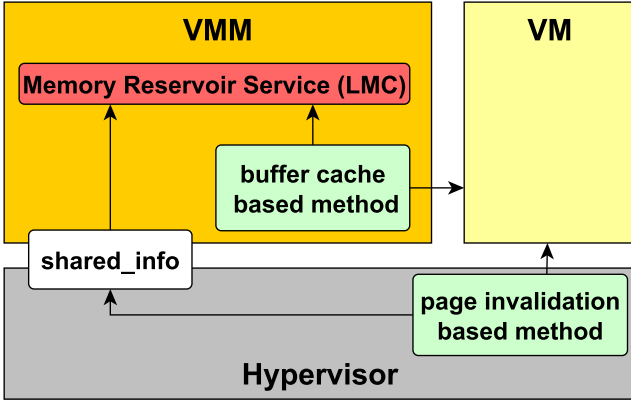 VMM
VM
Memory Reservoir Service (LMC)
buffer cache
based method
shared_info
page invalidation
based method
Hypervisor